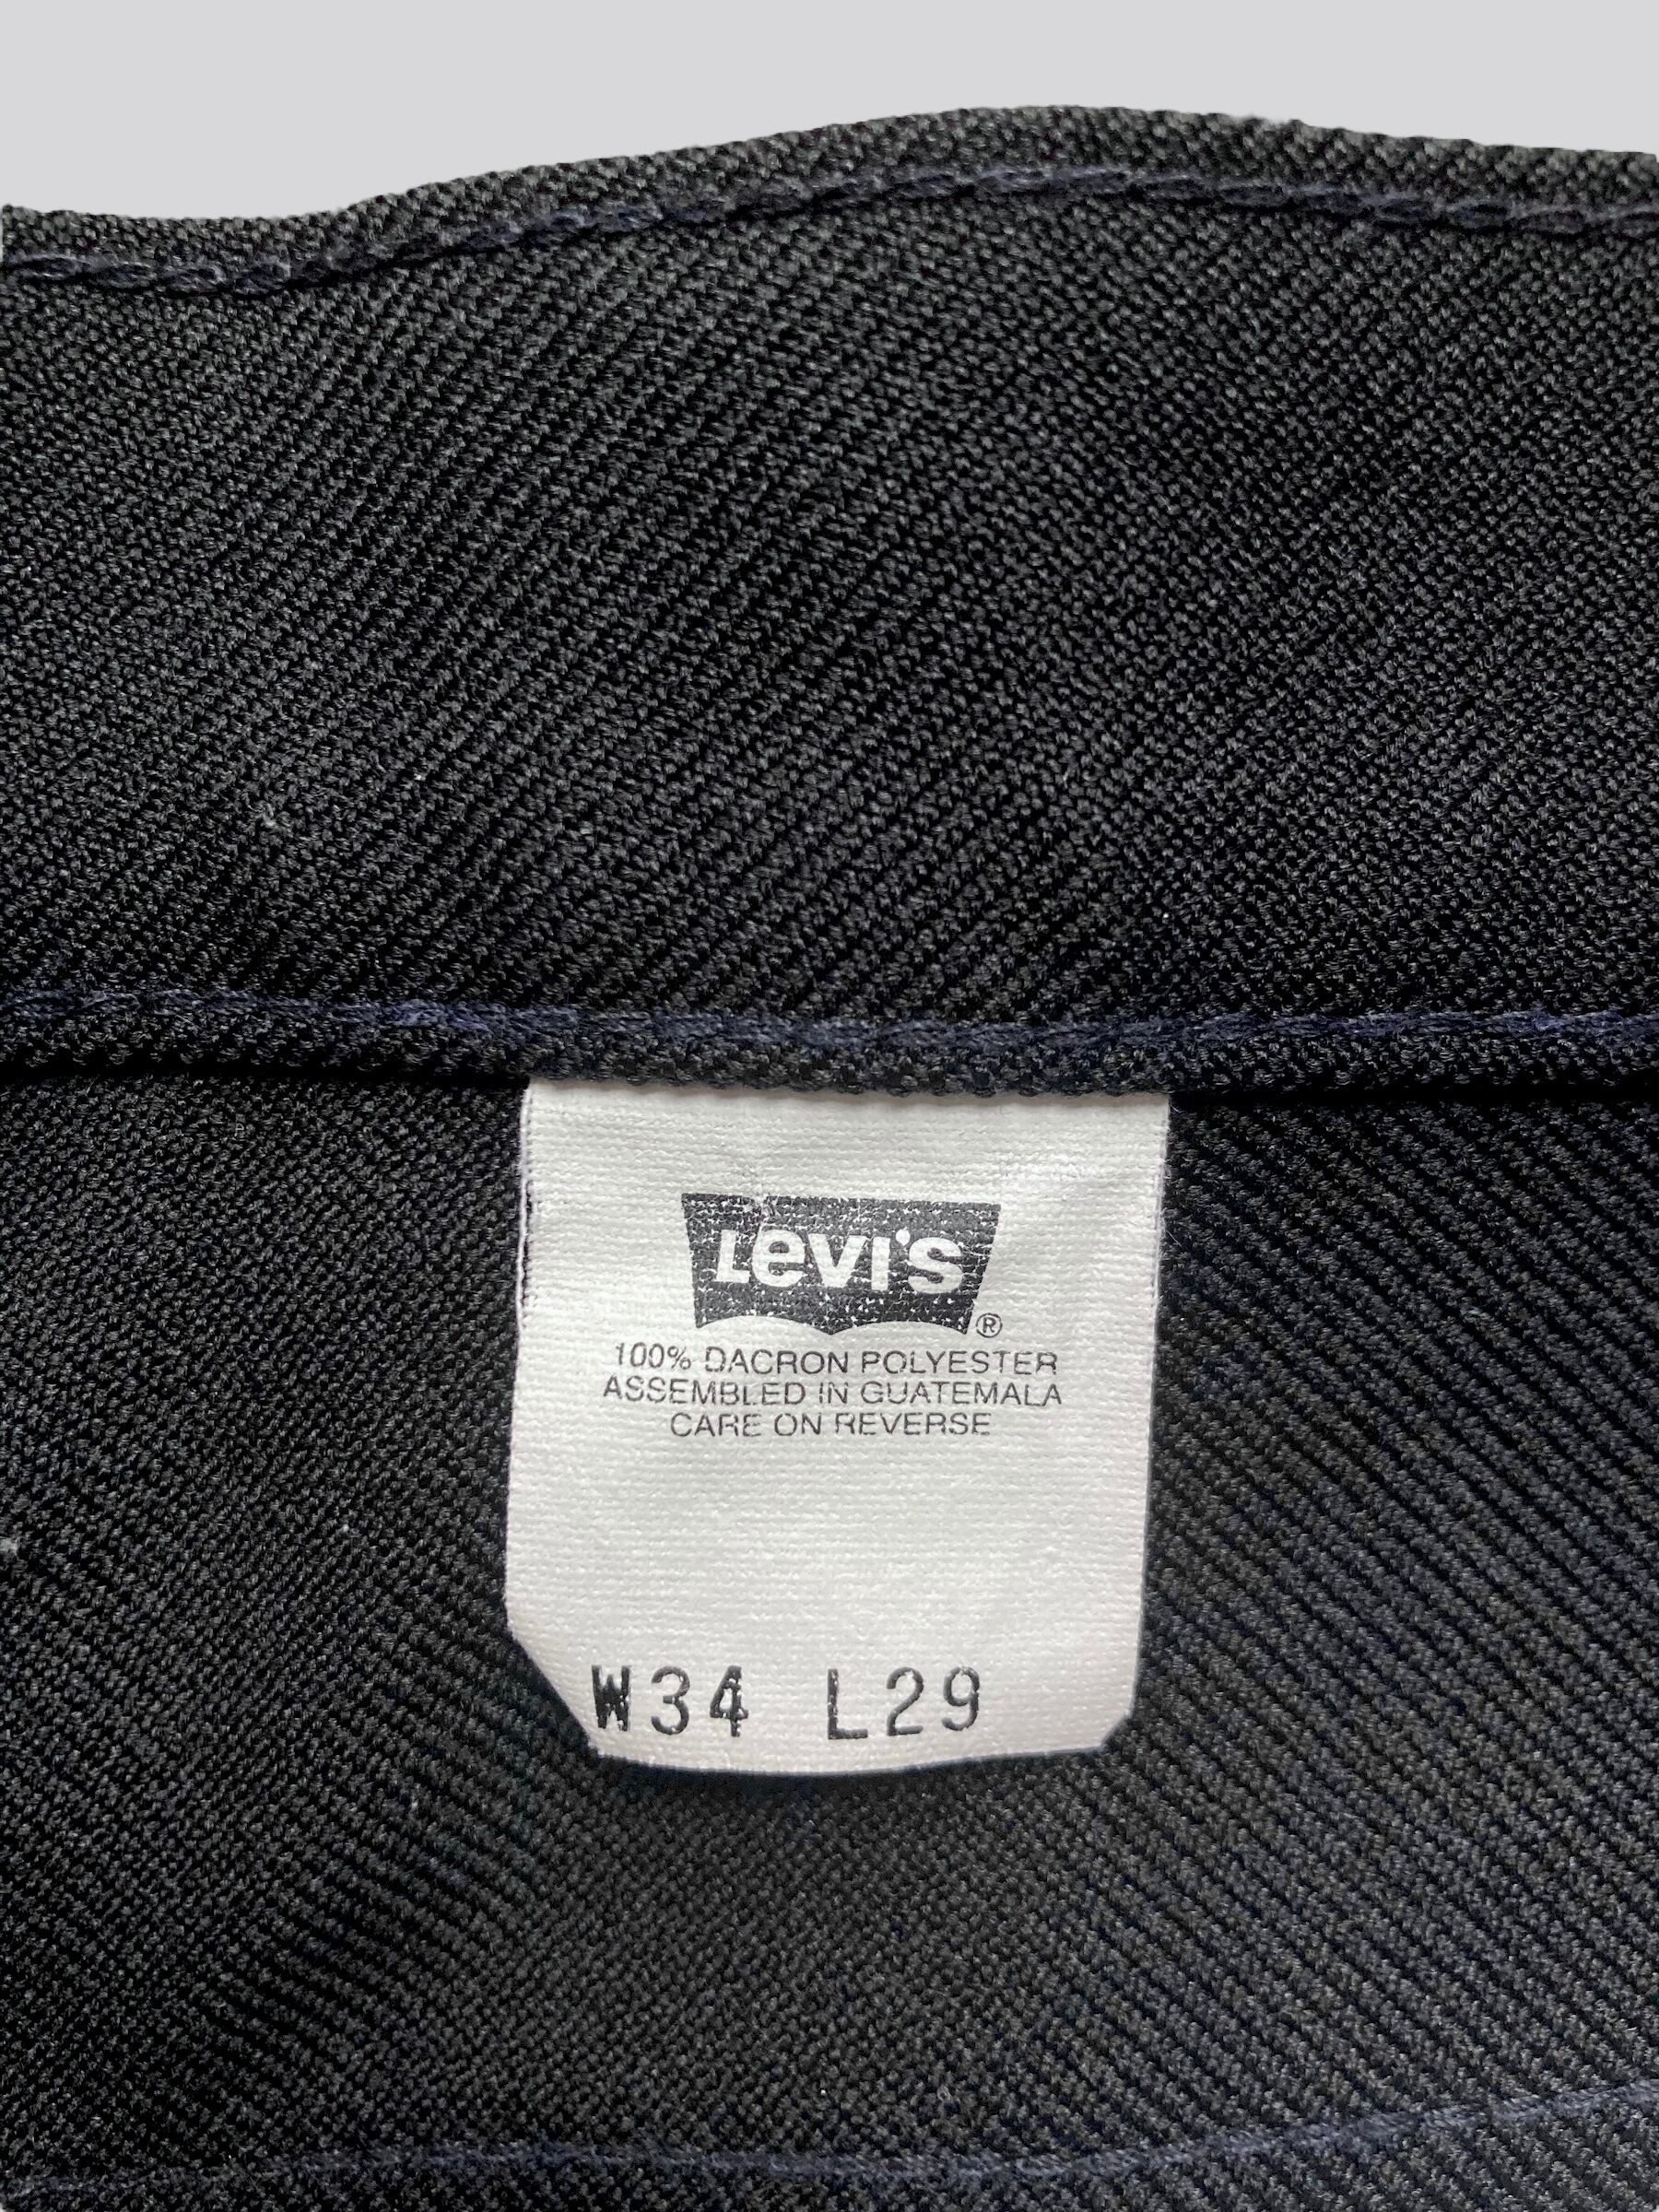 Levi's ®
100% DACRON POLYESTER
ASSEMBLED IN GUATEMALA
CARE ON REVERSE
W34 L29